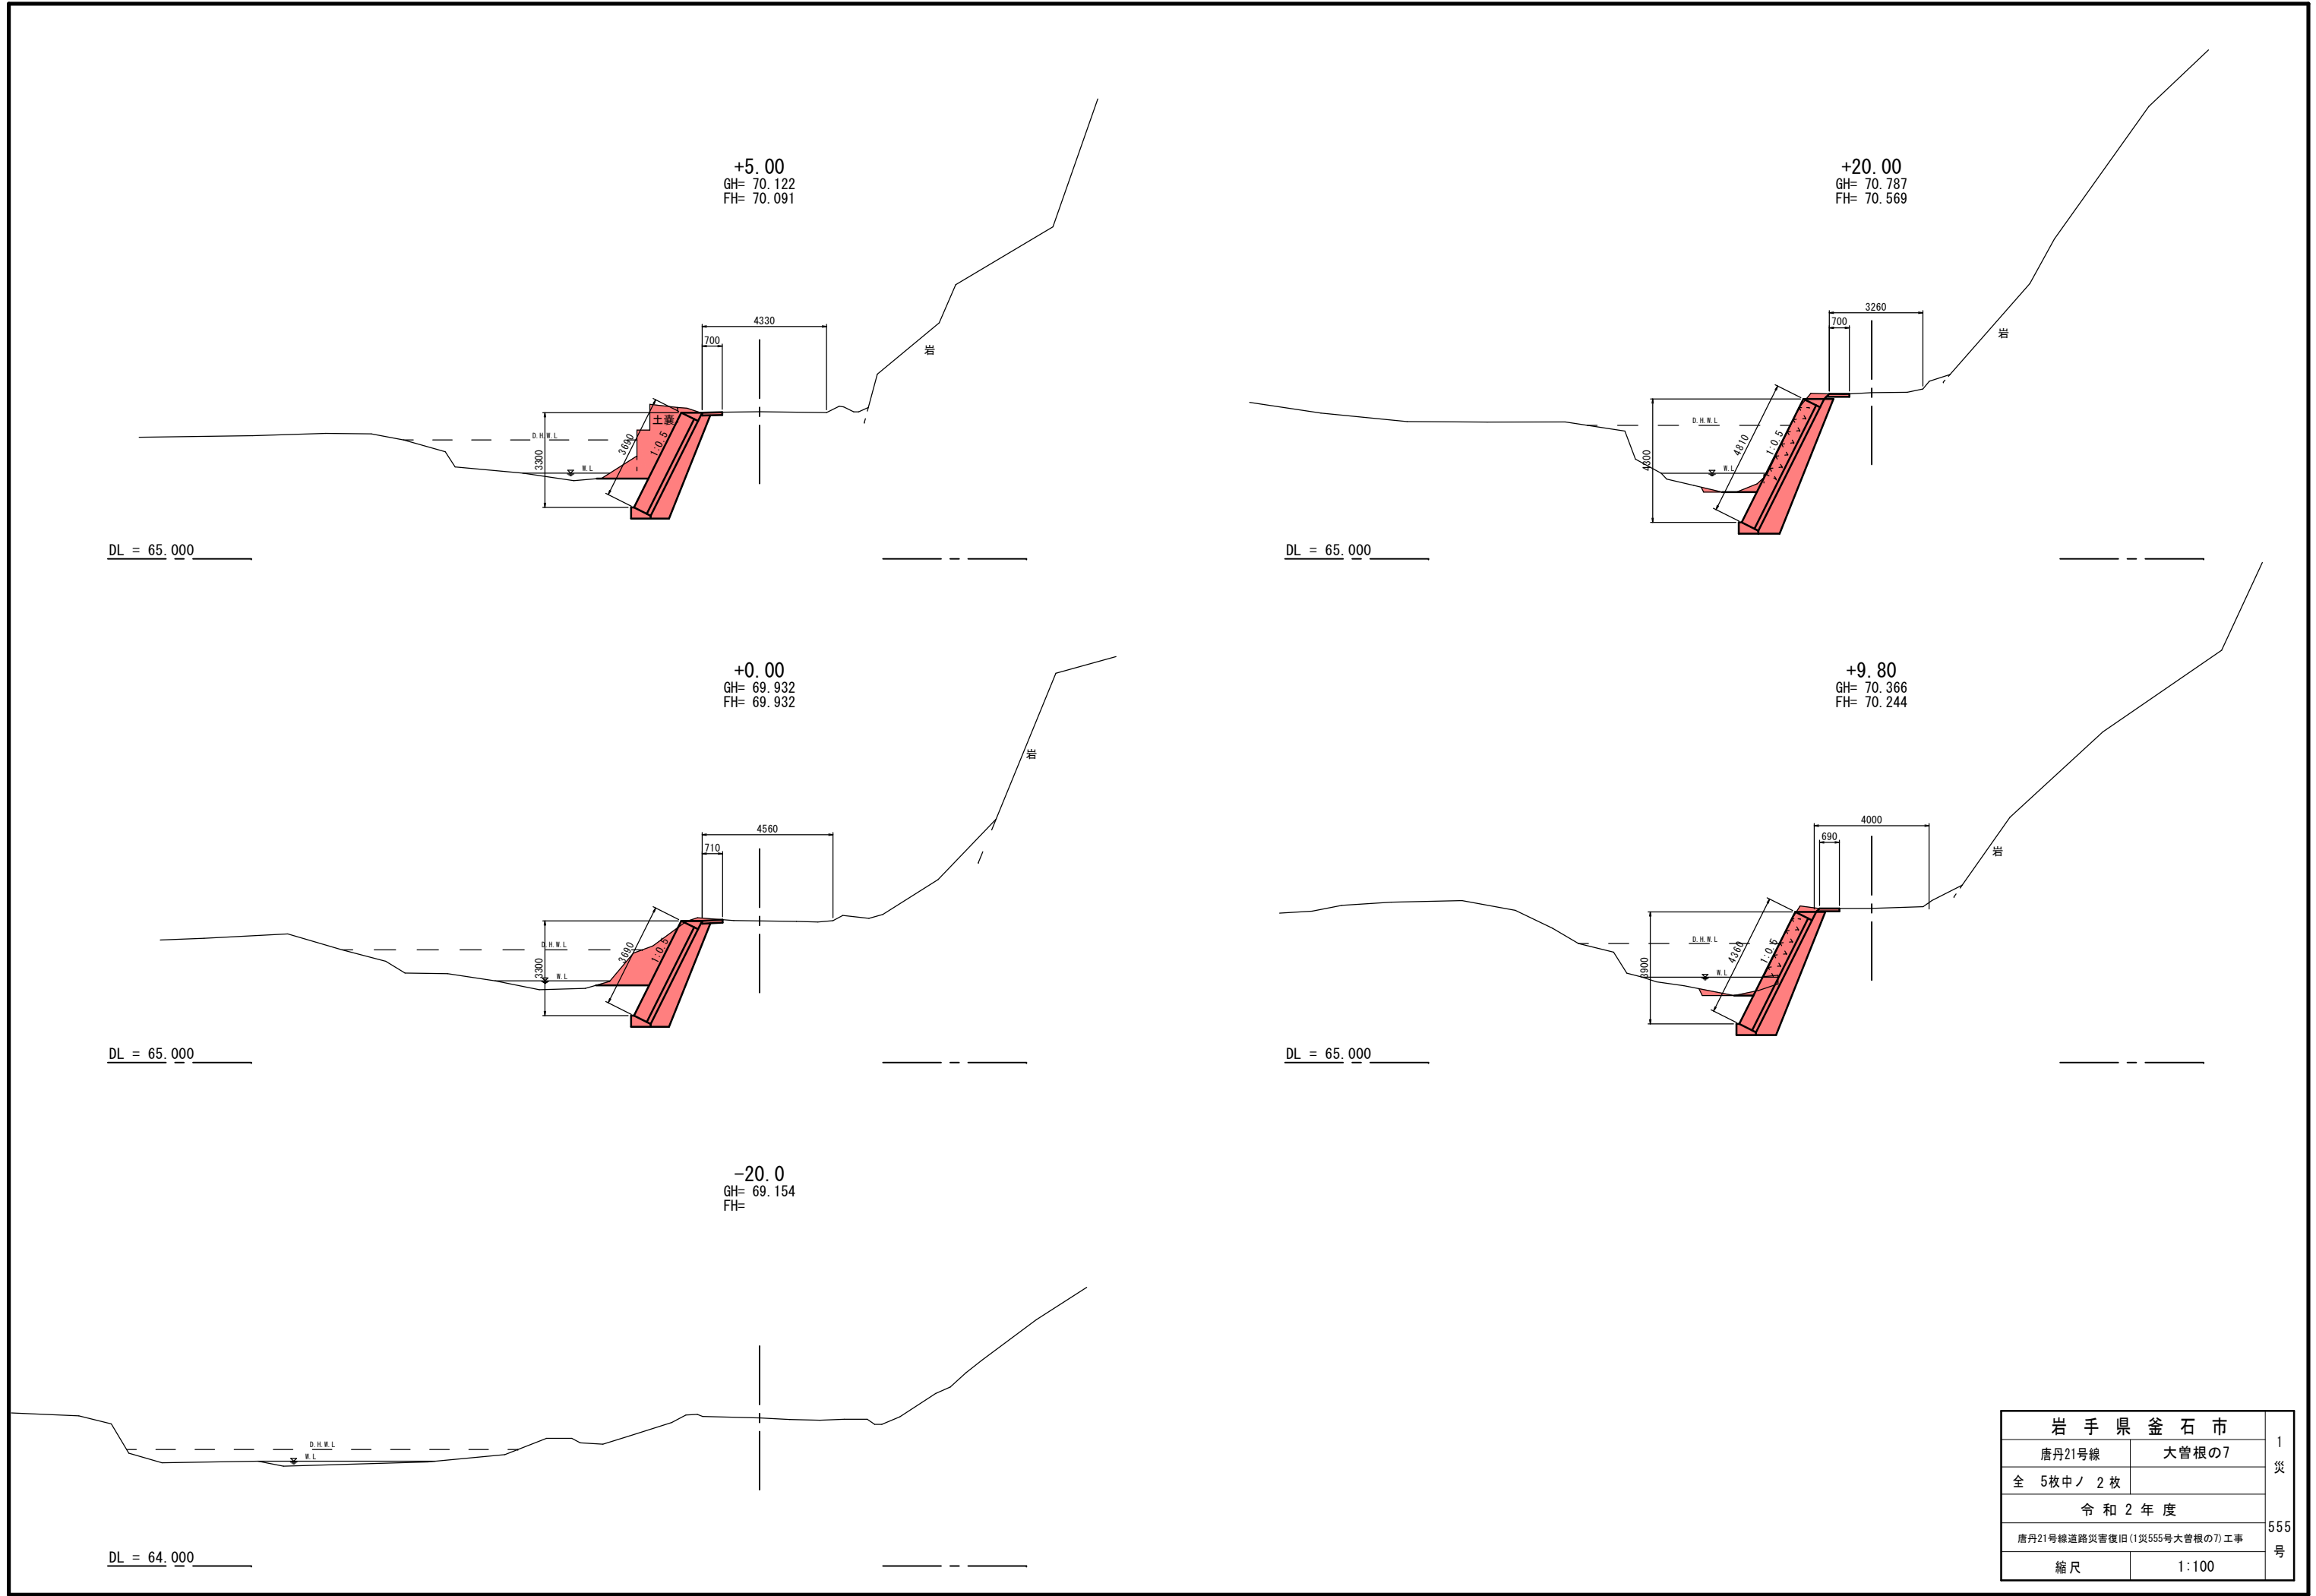 +5.00
GH= 70.122
FH= 70.091
4330
700
岩
土嚢
D.H.W.L
3690
1:0.5
3300
W.L
DL = 65.000
+20.00
GH= 70.787
FH= 70.569
3260
700
岩
D.H.W.L
4810
1:0.5
4300
W.L
DL = 65.000
+0.00
GH= 69.932
FH= 69.932
岩
4560
710
D.H.W.L
3690
1:0.5
3300
W.L
DL = 65.000
+9.80
GH= 70.366
FH= 70.244
4000
690
岩
D.H.W.L
4360
1:0.5
3900
W.L
DL = 65.000
-20.0
GH= 69.154
FH=
D.H.W.L
W.L
DL = 64.000
岩手県釜石市
唐丹21号線 大曽根の7
全 5枚中ノ 2枚
令和2年度
唐丹21号線道路災害復旧(1災555号大曽根の7)工事
縮尺 1:100
1
災
555
号